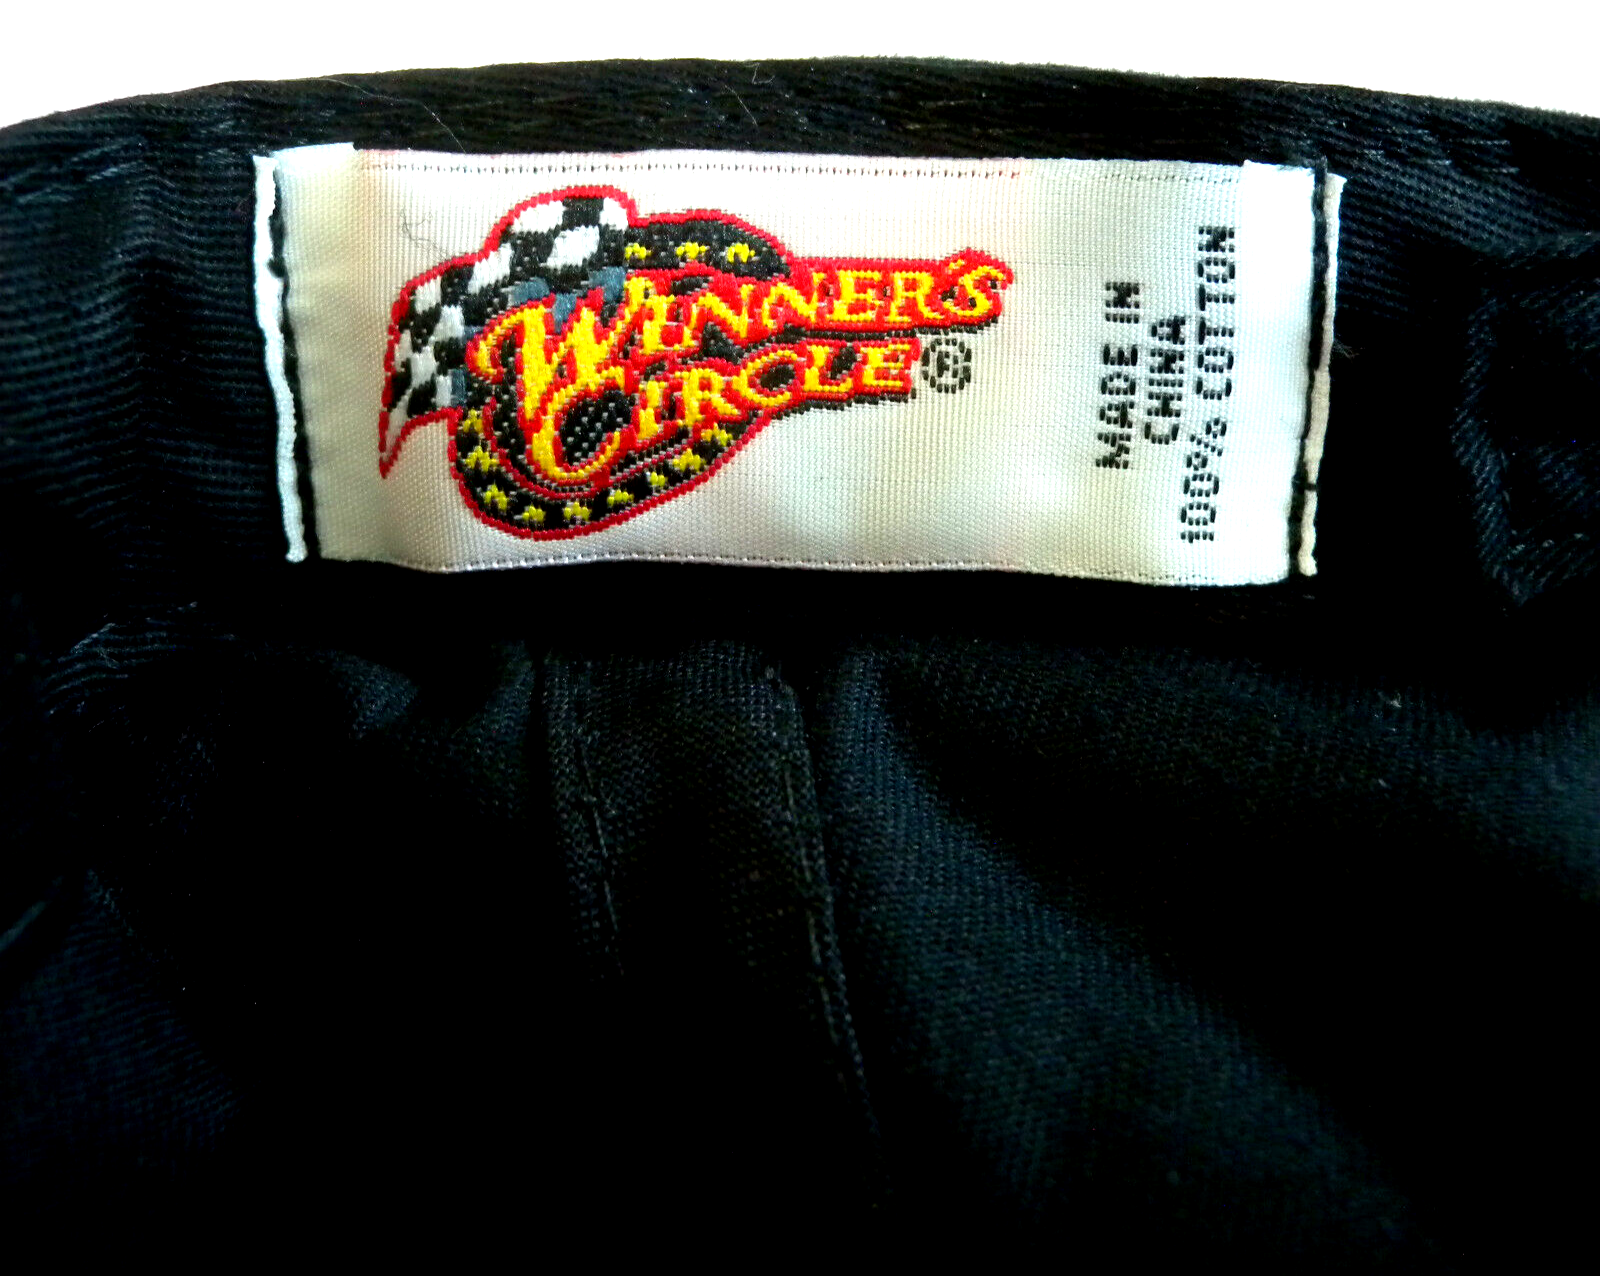 WINNER'S
CIRCLE®
MADE IN
CHINA
100% COTTON